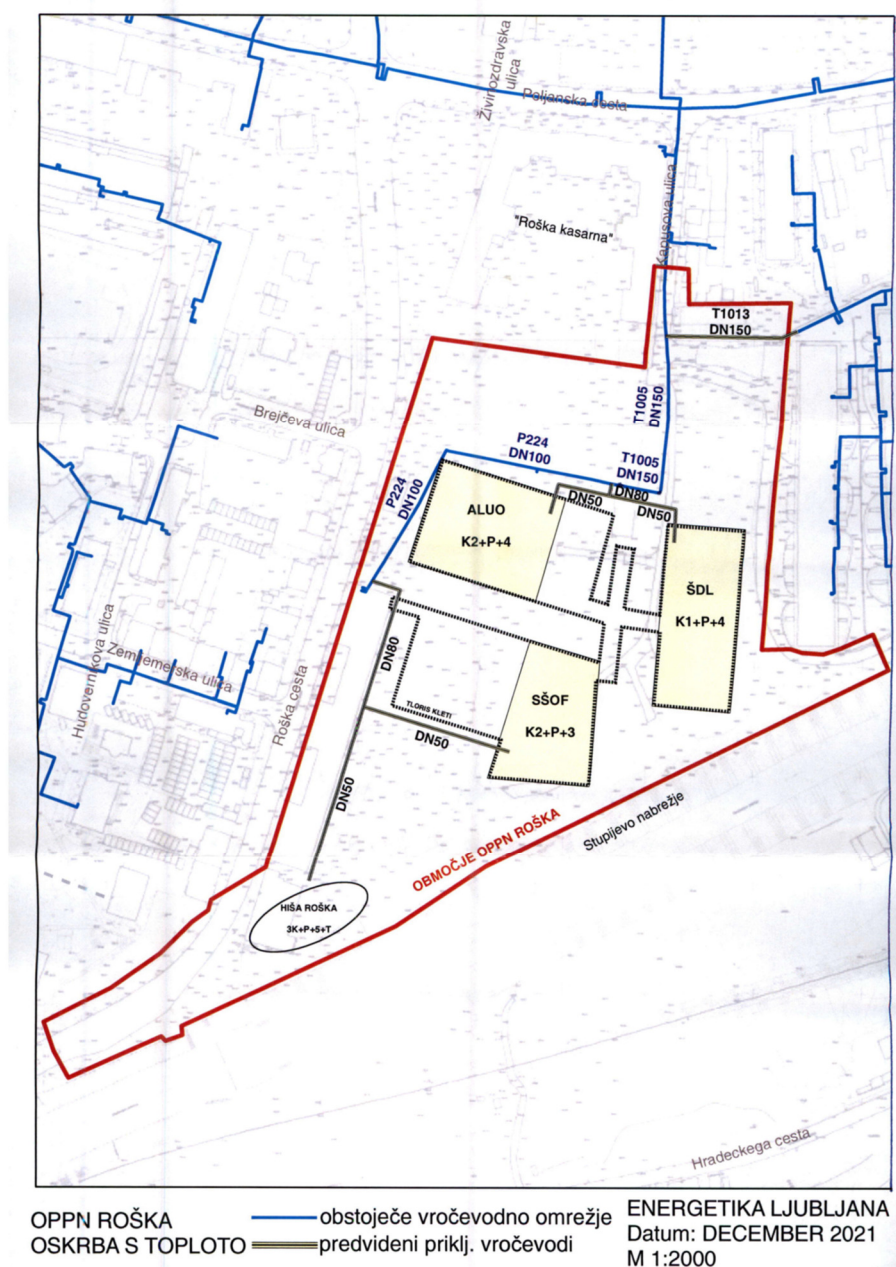 Živinozdravska
ulica
Poljanska cesta
Kapusova ulica
"Roška kasarna"
T1013
DN150
T1005
DN150
Brejčeva ulica
P224
DN100
T1005
DN150
P224
DN100
DN50
DN80
DN50
ALUO
K2+P+4
ŠDL
K1+P+4
Hudovernikova ulica
Zemljemerska ulica
Roška cesta
DN80
TLORIS KLETI
SŠOF
K2+P+3
DN50
DN50
Stupijevo nabrežje
OBMOČJE OPPN ROŠKA
HIŠA ROŠKA
3K+P+5+T
Hradeckega cesta
OPPN ROŠKA
OSKRBA S TOPLOTO
obstoječe vročevodno omrežje
predvideni priklj. vročevodi
ENERGETIKA LJUBLJANA
Datum: DECEMBER 2021
M 1:2000